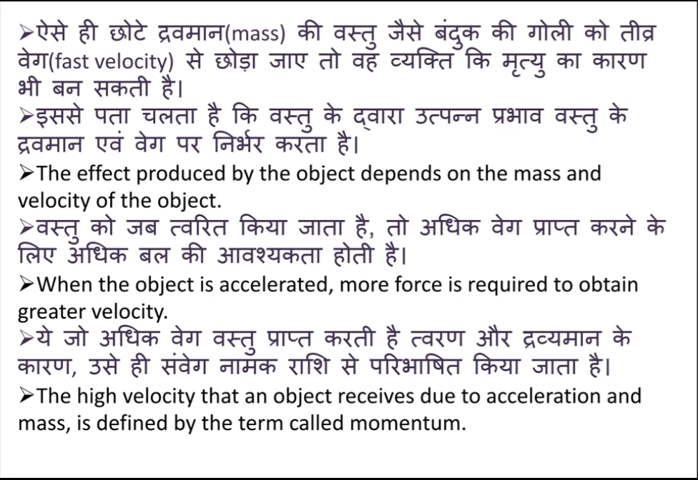 ➢ऐसे ही छोटे द्रवमान(mass) की वस्तु जैसे बंदुक की गोली को तीव्र
वेग(fast velocity) से छोड़ा जाए तो वह व्यक्ति कि मृत्यु का कारण
भी बन सकती है।
➢इससे पता चलता है कि वस्तु के द्वारा उत्पन्न प्रभाव वस्तु के
द्रवमान एवं वेग पर निर्भर करता है।
➢The effect produced by the object depends on the mass and
velocity of the object.
➢वस्तु को जब त्वरित किया जाता है, तो अधिक वेग प्राप्त करने के
लिए अधिक बल की आवश्यकता होती है।
➢When the object is accelerated, more force is required to obtain
greater velocity.
➢ये जो अधिक वेग वस्तु प्राप्त करती है त्वरण और द्रव्यमान के
कारण, उसे ही संवेग नामक राशि से परिभाषित किया जाता है।
➢The high velocity that an object receives due to acceleration and
mass, is defined by the term called momentum.